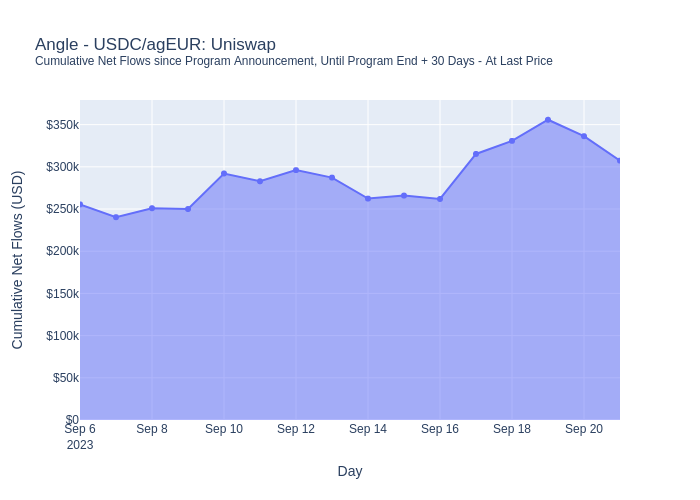 Angle - USDC/agEUR: Uniswap
Cumulative Net Flows since Program Announcement, Until Program End + 30 Days - At Last Price
Cumulative Net Flows (USD)
$350k
$300k
$250k
$200k
$150k
$100k
$50k
$0
Sep 6 Sep 8 Sep 10 Sep 12 Sep 14 Sep 16 Sep 18 Sep 20
2023
Day